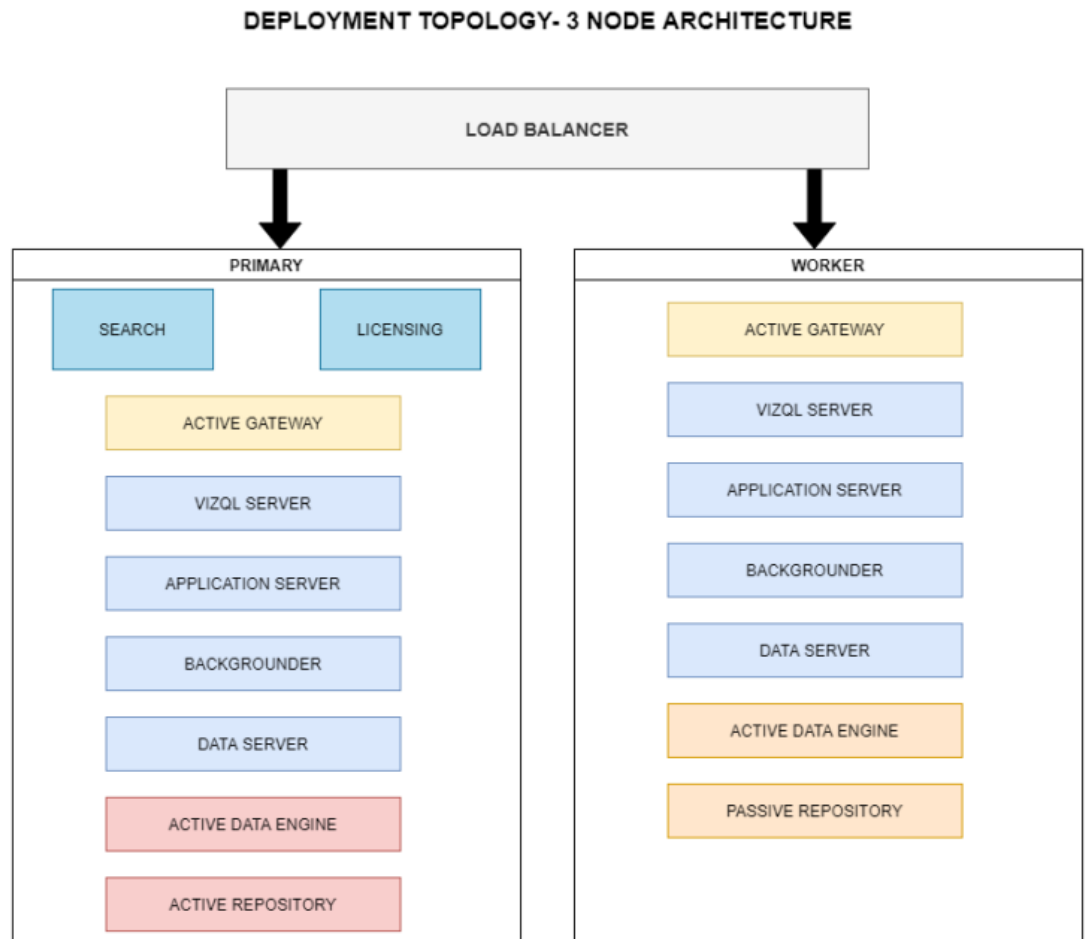 DEPLOYMENT TOPOLOGY- 3 NODE ARCHITECTURE
LOAD BALANCER
PRIMARY
SEARCH
LICENSING
ACTIVE GATEWAY
VIZQL SERVER
APPLICATION SERVER
BACKGROUNDER
DATA SERVER
ACTIVE DATA ENGINE
ACTIVE REPOSITORY
WORKER
ACTIVE GATEWAY
VIZQL SERVER
APPLICATION SERVER
BACKGROUNDER
DATA SERVER
ACTIVE DATA ENGINE
PASSIVE REPOSITORY